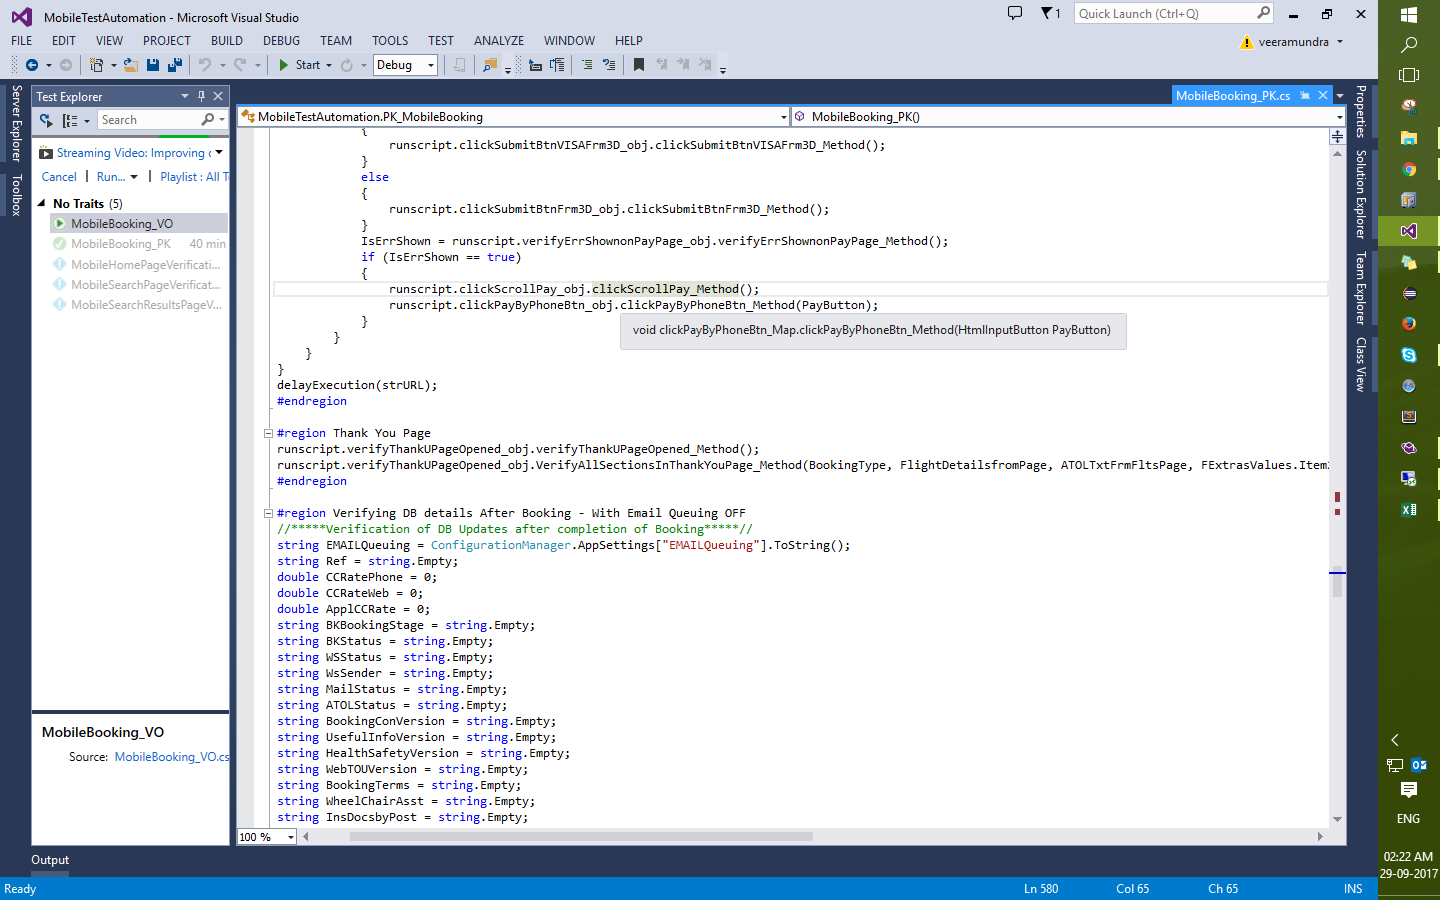 MobileTestAutomation - Microsoft Visual Studio
1
Quick Launch (Ctrl+Q)
FILE EDIT VIEW PROJECT BUILD DEBUG TEAM TOOLS TEST ANALYZE WINDOW HELP
veeramundra
Start
Debug
Server Explorer
Toolbox
Test Explorer
Search
Streaming Video: Improving
Cancel | Run... | Playlist : All T
No Traits (5)
MobileBooking_VO
MobileBooking_PK 40 min
MobileHomePageVerificati...
MobileSearchPageVerificat...
MobileSearchResultsPageV...
MobileBooking_VO
Source: MobileBooking_VO.cs
MobileBooking_PK.cs
MobileTestAutomation.PK_MobileBooking
MobileBooking_PK()
{
runscript.clickSubmitBtnVISAFrm3D_obj.clickSubmitBtnVISAFrm3D_Method();
}
else
{
runscript.clickSubmitBtnFrm3D_obj.clickSubmitBtnFrm3D_Method();
}
IsErrShown = runscript.verifyErrShownonPayPage_obj.verifyErrShownonPayPage_Method();
if (IsErrShown == true)
{
runscript.clickScrollPay_obj.clickScrollPay_Method();
runscript.clickPayByPhoneBtn_obj.clickPayByPhoneBtn_Method(PayButton);
}
void clickPayByPhoneBtn_Map.clickPayByPhoneBtn_Method(HtmlInputButton PayButton)
}
}
}
delayExecution(strURL);
#endregion
#region Thank You Page
runscript.verifyThankUPageOpened_obj.verifyThankUPageOpened_Method();
runscript.verifyThankUPageOpened_obj.VerifyAllSectionsInThankYouPage_Method(BookingType, FlightDetailsfromPage, ATOLTxtFrmFltsPage, FExtrasValues.Item
#endregion
#region Verifying DB details After Booking - With Email Queuing OFF
//*****Verification of DB Updates after completion of Booking*****//
string EMAILQueuing = ConfigurationManager.AppSettings["EMAILQueuing"].ToString();
string Ref = string.Empty;
double CCRatePhone = 0;
double CCRateWeb = 0;
double ApplCCRate = 0;
string BKBookingStage = string.Empty;
string BKStatus = string.Empty;
string WSStatus = string.Empty;
string WsSender = string.Empty;
string MailStatus = string.Empty;
string ATOLStatus = string.Empty;
string BookingConVersion = string.Empty;
string UsefulInfoVersion = string.Empty;
string HealthSafetyVersion = string.Empty;
string WebTOUVersion = string.Empty;
string BookingTerms = string.Empty;
string WheelChairAsst = string.Empty;
string InsDocsbyPost = string.Empty;
100 %
Properties
Solution Explorer
Team Explorer
Class View
Output
Ready
Ln 580 Col 65 Ch 65 INS
ENG
02:22 AM
29-09-2017